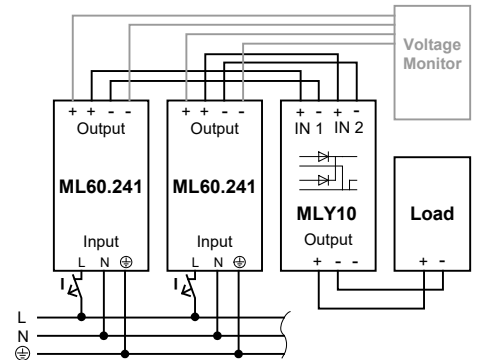 Voltage
Monitor
+ + - -
+ + - -
+ - + -
Output
Output
IN 1 IN 2
ML60.241
ML60.241
MLY10
Load
Input
Input
Output
L N
L N
+ - -
+ -
I
I
L
N